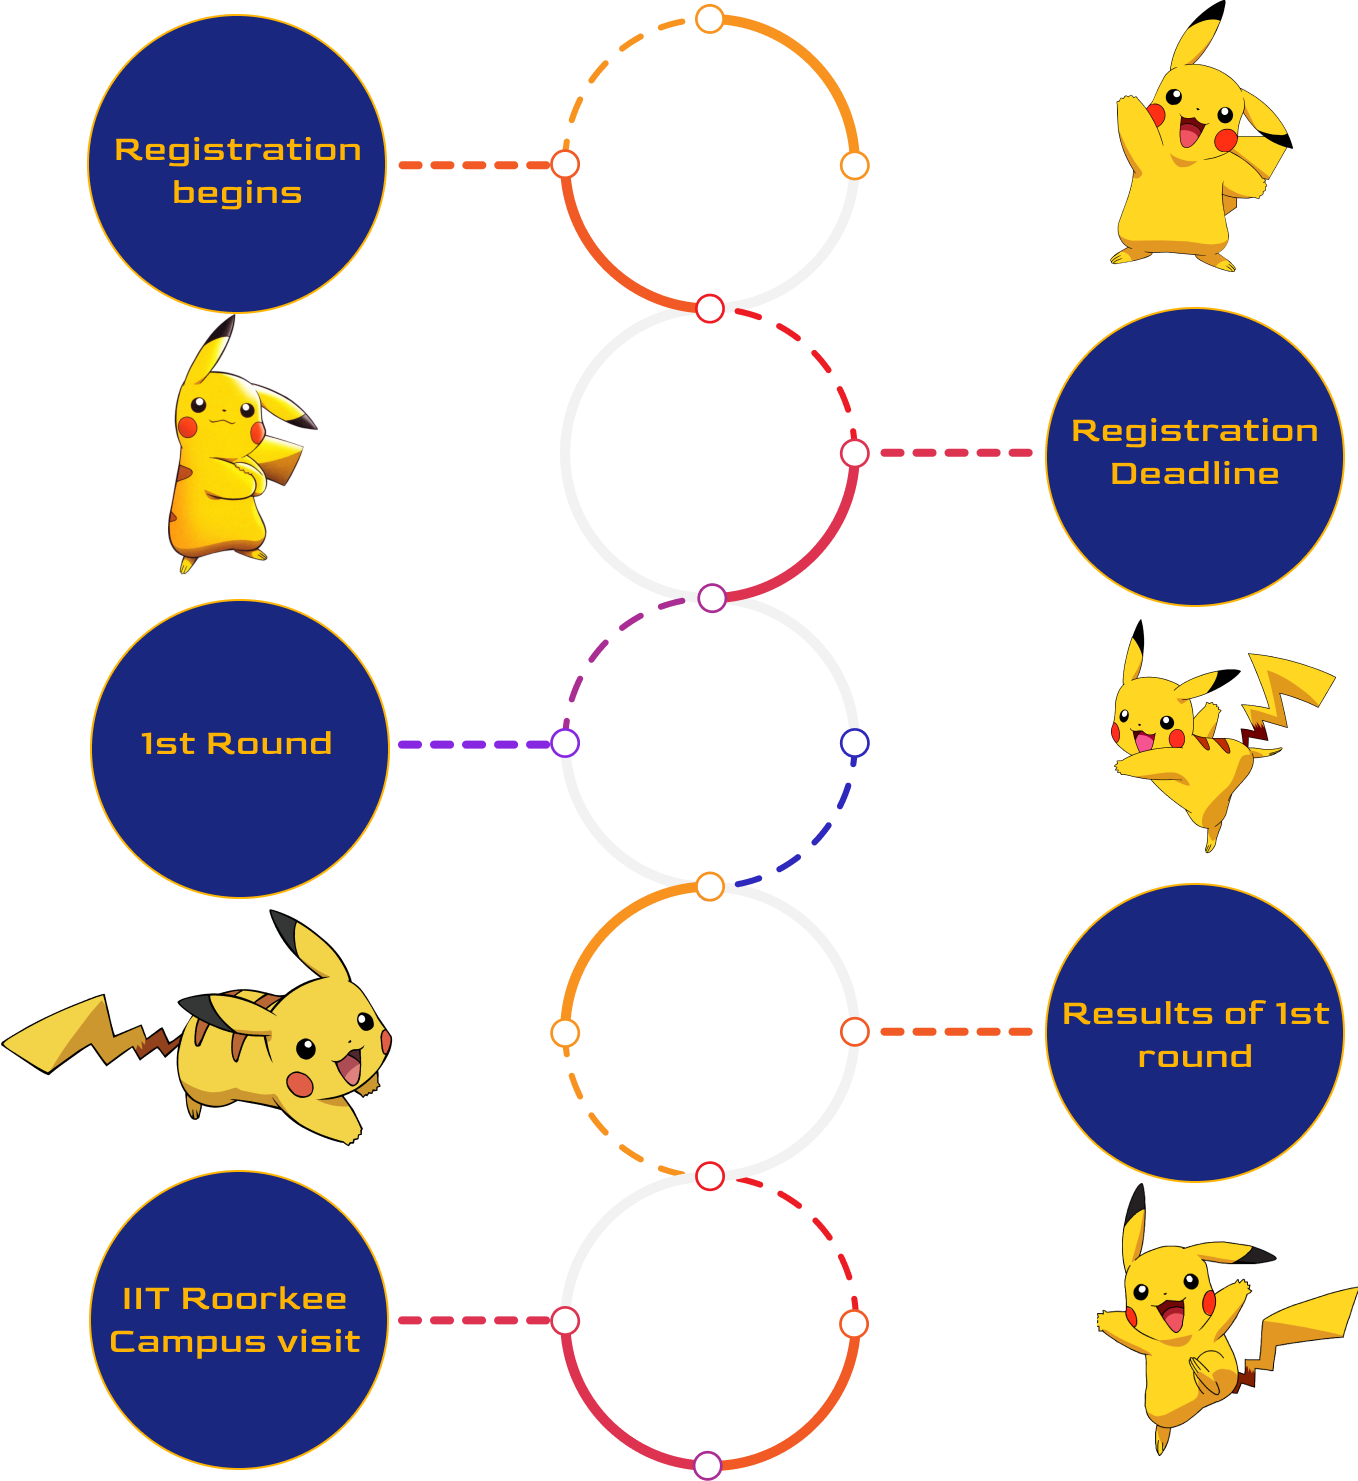 Registration
begins
Registration
Deadline
1st Round
Results of 1st
round
IIT Roorkee
Campus visit